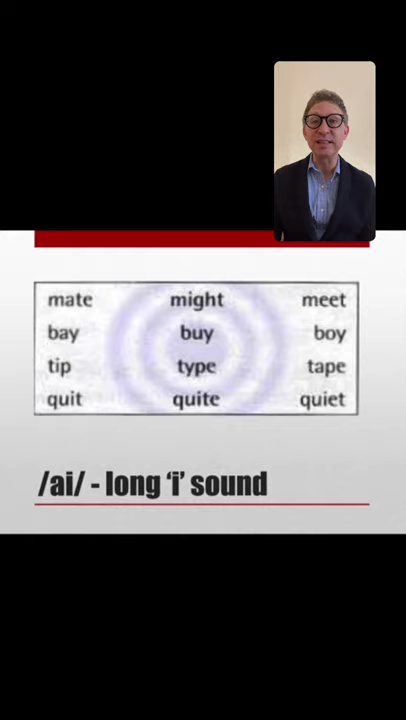 mate might meet
bay buy boy
tip type tape
quit quite quiet
/ai/ - long ‘i’ sound